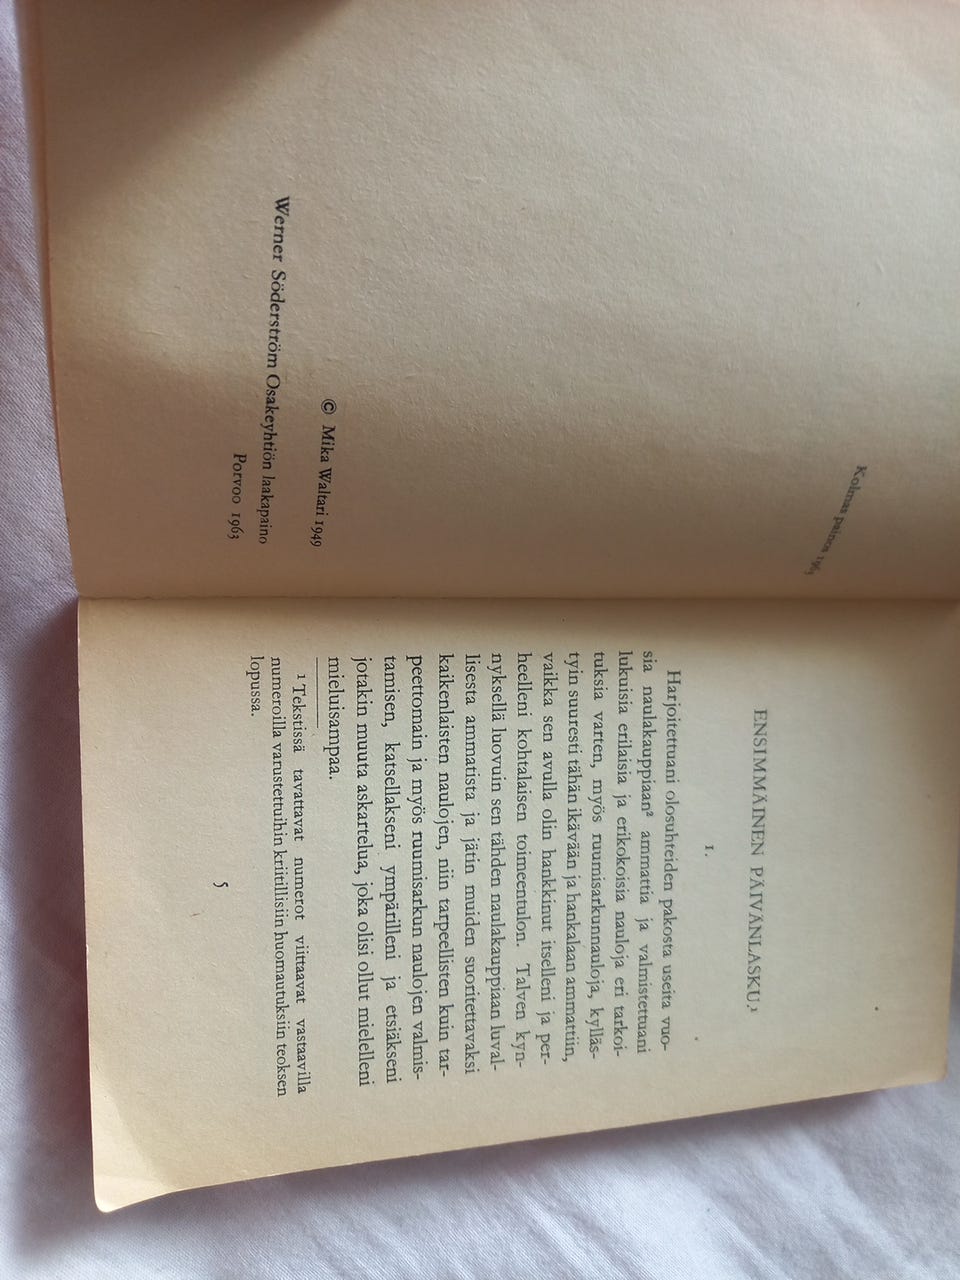 Kolmas painos 1963
© Mika Waltari 1949
Werner Söderström Osakeyhtiön laakapaino
Porvoo 1963
ENSIMMÄINEN PÄIVÄNLASKU.¹
1.
Harjoitettuani olosuhteiden pakosta useita vuo-
sia naulakauppiaan² ammattia ja valmistettuani
lukuisia erilaisia ja erikokoisia nauloja eri tarkoi-
tuksia varten, myös ruumisarkunnauloja, kylläs-
tyin suuresti tähän ikävään ja hankalaan ammattiin,
vaikka sen avulla olin hankkinut itselleni ja per-
heelleni kohtalaisen toimeentulon. Talven kyn-
nyksellä luovuin sen tähden naulakauppiaan luval-
lisesta ammatista ja jätin muiden suoritettavaksi
kaikenlaisten naulojen, niin tarpeellisten kuin tar-
peettomain ja myös ruumisarkun naulojen valmis-
tamisen, katsellakseni ympärilleni ja etsiäkseni
jotakin muuta askartelua, joka olisi ollut mielelleni
mieluisampaa.
¹ Tekstissä tavattavat numerot viittaavat vastaavilla
numeroilla varustettuihin kriitillisiin huomautuksiin teoksen
lopussa.
5